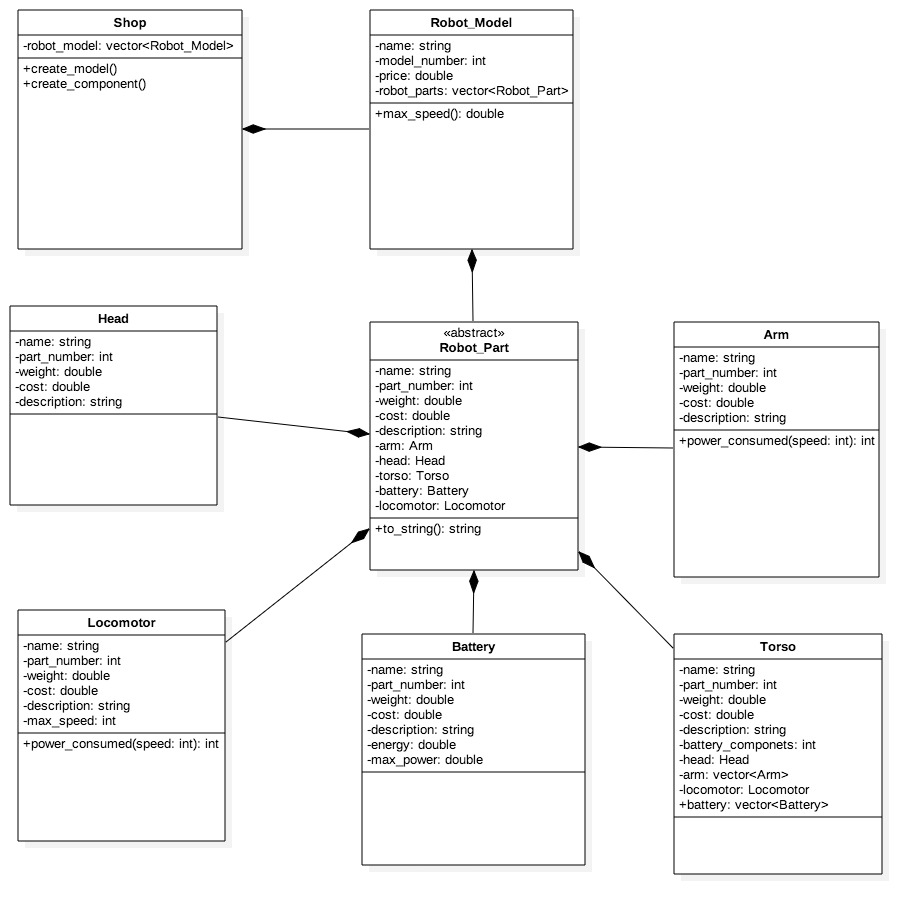 Shop
-robot_model: vector<Robot_Model>
+create_model()
+create_component()
Robot_Model
-name: string
-model_number: int
-price: double
-robot_parts: vector<Robot_Part>
+max_speed(): double
Head
-name: string
-part_number: int
-weight: double
-cost: double
-description: string
«abstract»
Robot_Part
-name: string
-part_number: int
-weight: double
-cost: double
-description: string
-arm: Arm
-head: Head
-torso: Torso
-battery: Battery
-locomotor: Locomotor
+to_string(): string
Arm
-name: string
-part_number: int
-weight: double
-cost: double
-description: string
+power_consumed(speed: int): int
Locomotor
-name: string
-part_number: int
-weight: double
-cost: double
-description: string
-max_speed: int
+power_consumed(speed: int): int
Battery
-name: string
-part_number: int
-weight: double
-cost: double
-description: string
-energy: double
-max_power: double
Torso
-name: string
-part_number: int
-weight: double
-cost: double
-description: string
-battery_componets: int
-head: Head
-arm: vector<Arm>
-locomotor: Locomotor
+battery: vector<Battery>